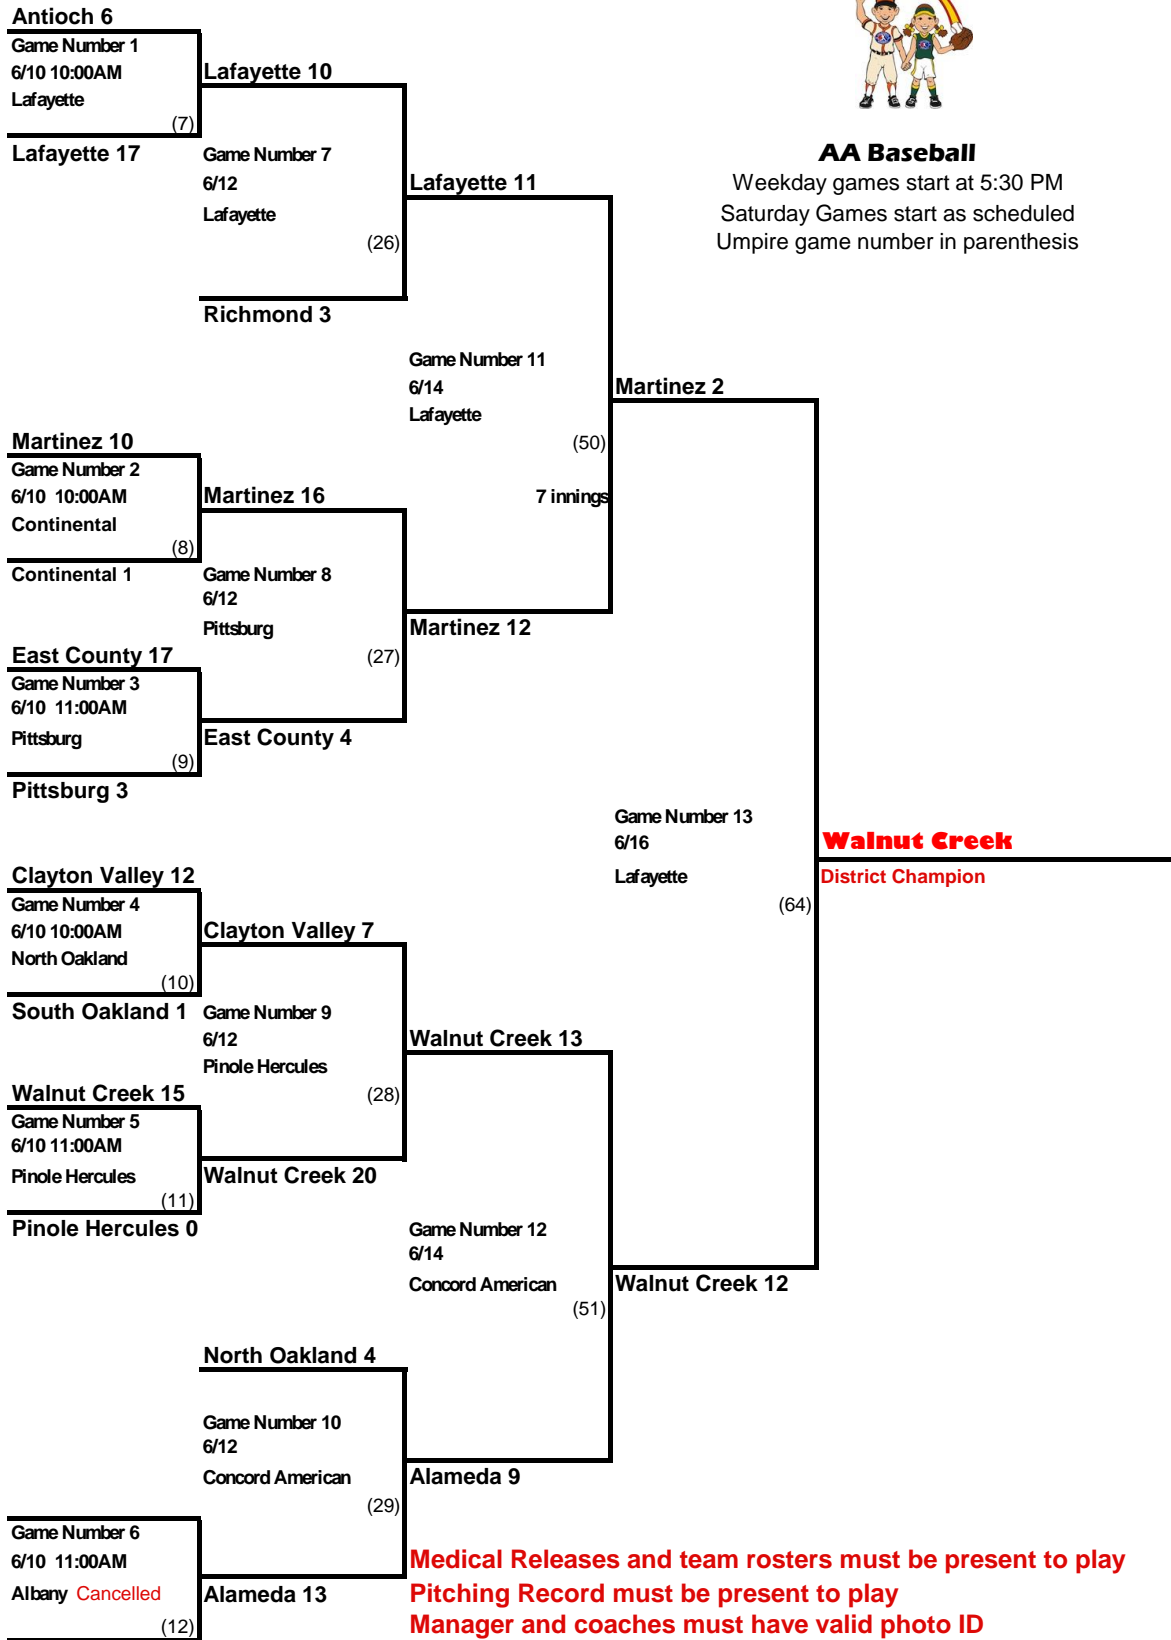 Antioch 6
Game Number 1
6/10 10:00AM
Lafayette
(7)
Lafayette 17
Lafayette 10
Game Number 7
6/12
Lafayette
(26)
Richmond 3
Lafayette 11
AA Baseball
Weekday games start at 5:30 PM
Saturday Games start as scheduled
Umpire game number in parenthesis
Game Number 11
6/14
Lafayette
(50)
7 innings
Martinez 2
Martinez 10
Game Number 2
6/10 10:00AM
Continental
(8)
Continental 1
Martinez 16
Game Number 8
6/12
Pittsburg
(27)
Martinez 12
East County 17
Game Number 3
6/10 11:00AM
Pittsburg
(9)
Pittsburg 3
East County 4
Game Number 13
6/16
Lafayette
(64)
Walnut Creek
District Champion
Clayton Valley 12
Game Number 4
6/10 10:00AM
North Oakland
(10)
South Oakland 1
Clayton Valley 7
Game Number 9
6/12
Pinole Hercules
(28)
Walnut Creek 13
Walnut Creek 15
Game Number 5
6/10 11:00AM
Pinole Hercules
(11)
Pinole Hercules 0
Walnut Creek 20
Game Number 12
6/14
Concord American
(51)
Walnut Creek 12
North Oakland 4
Game Number 10
6/12
Concord American
(29)
Alameda 9
Game Number 6
6/10 11:00AM
Albany Cancelled
(12)
Alameda 13
Medical Releases and team rosters must be present to play
Pitching Record must be present to play
Manager and coaches must have valid photo ID